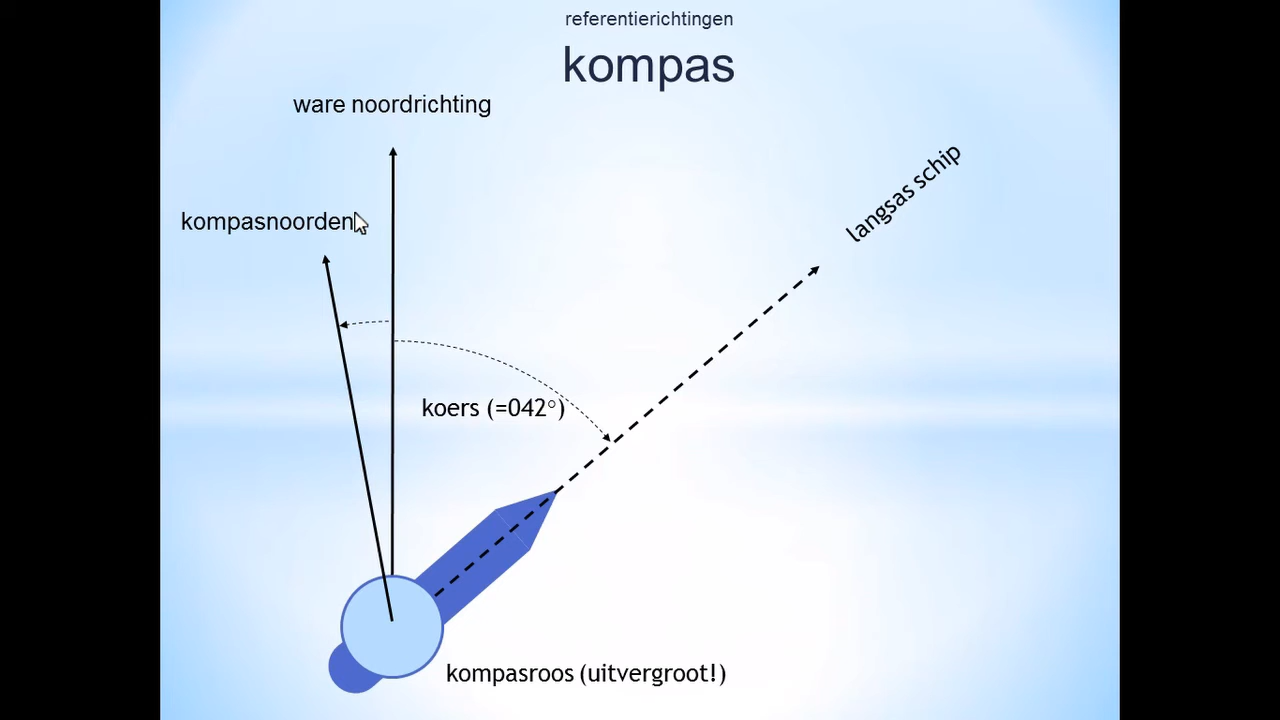 referentierichtingen
kompas
ware noordrichting
langsas schip
kompasnoorden
koers (=042°)
kompasroos (uitvergroot!)